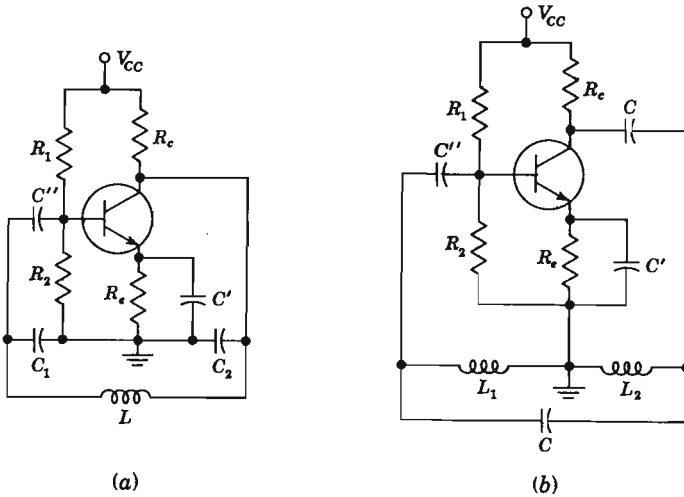 V_CC
R_1
R_c
C''
R_2
R_e
C'
C_1
C_2
L
(a)
V_CC
R_1
R_c
C
C''
R_2
R_e
C'
L_1
L_2
C
(b)